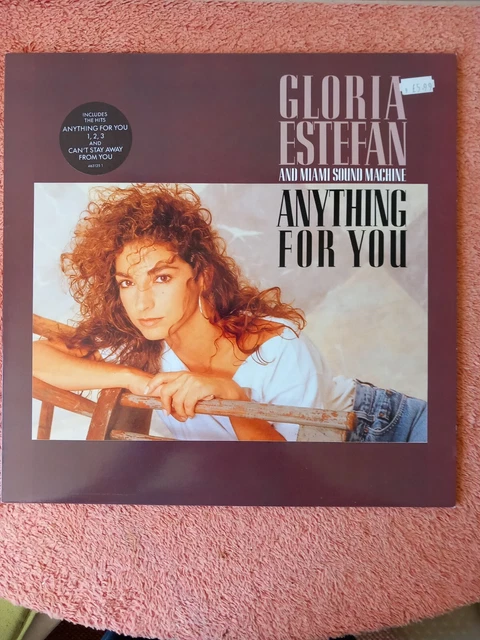 GLORIA
ESTEFAN
AND MIAMI SOUND MACHINE
ANYTHING
FOR YOU
INCLUDES
THE HITS
ANYTHING FOR YOU
1, 2, 3
AND
CAN'T STAY AWAY
FROM YOU